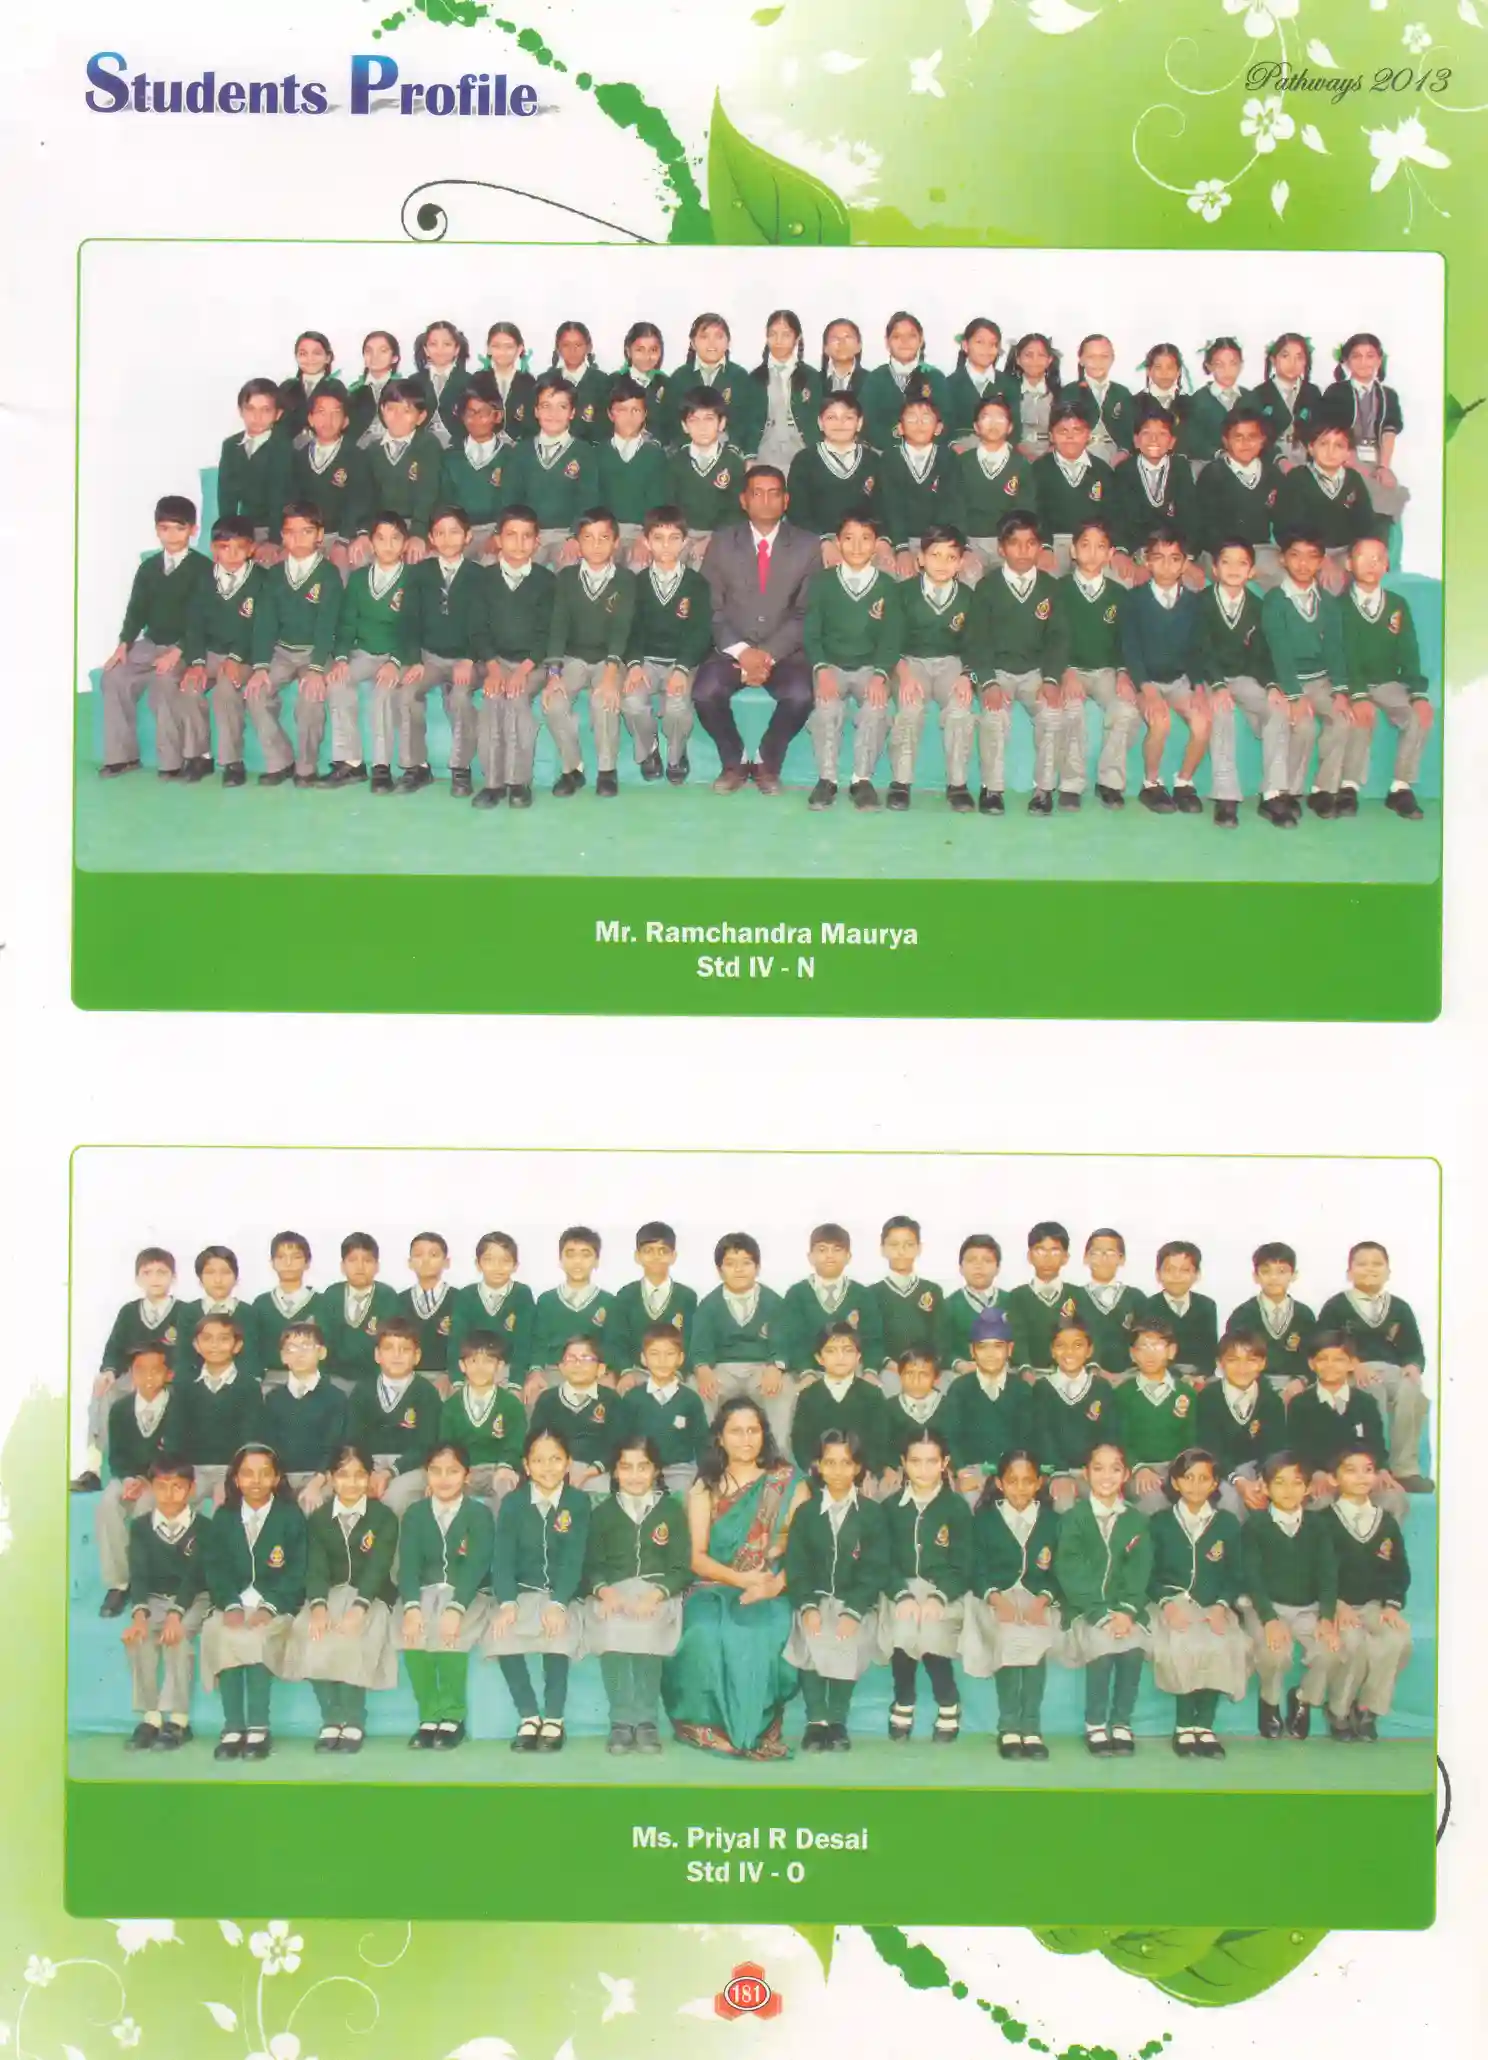 Students Profile
Pathways 2013
Mr. Ramchandra Maurya
Std IV - N
Ms. Priyal R Desai
Std IV - O
181